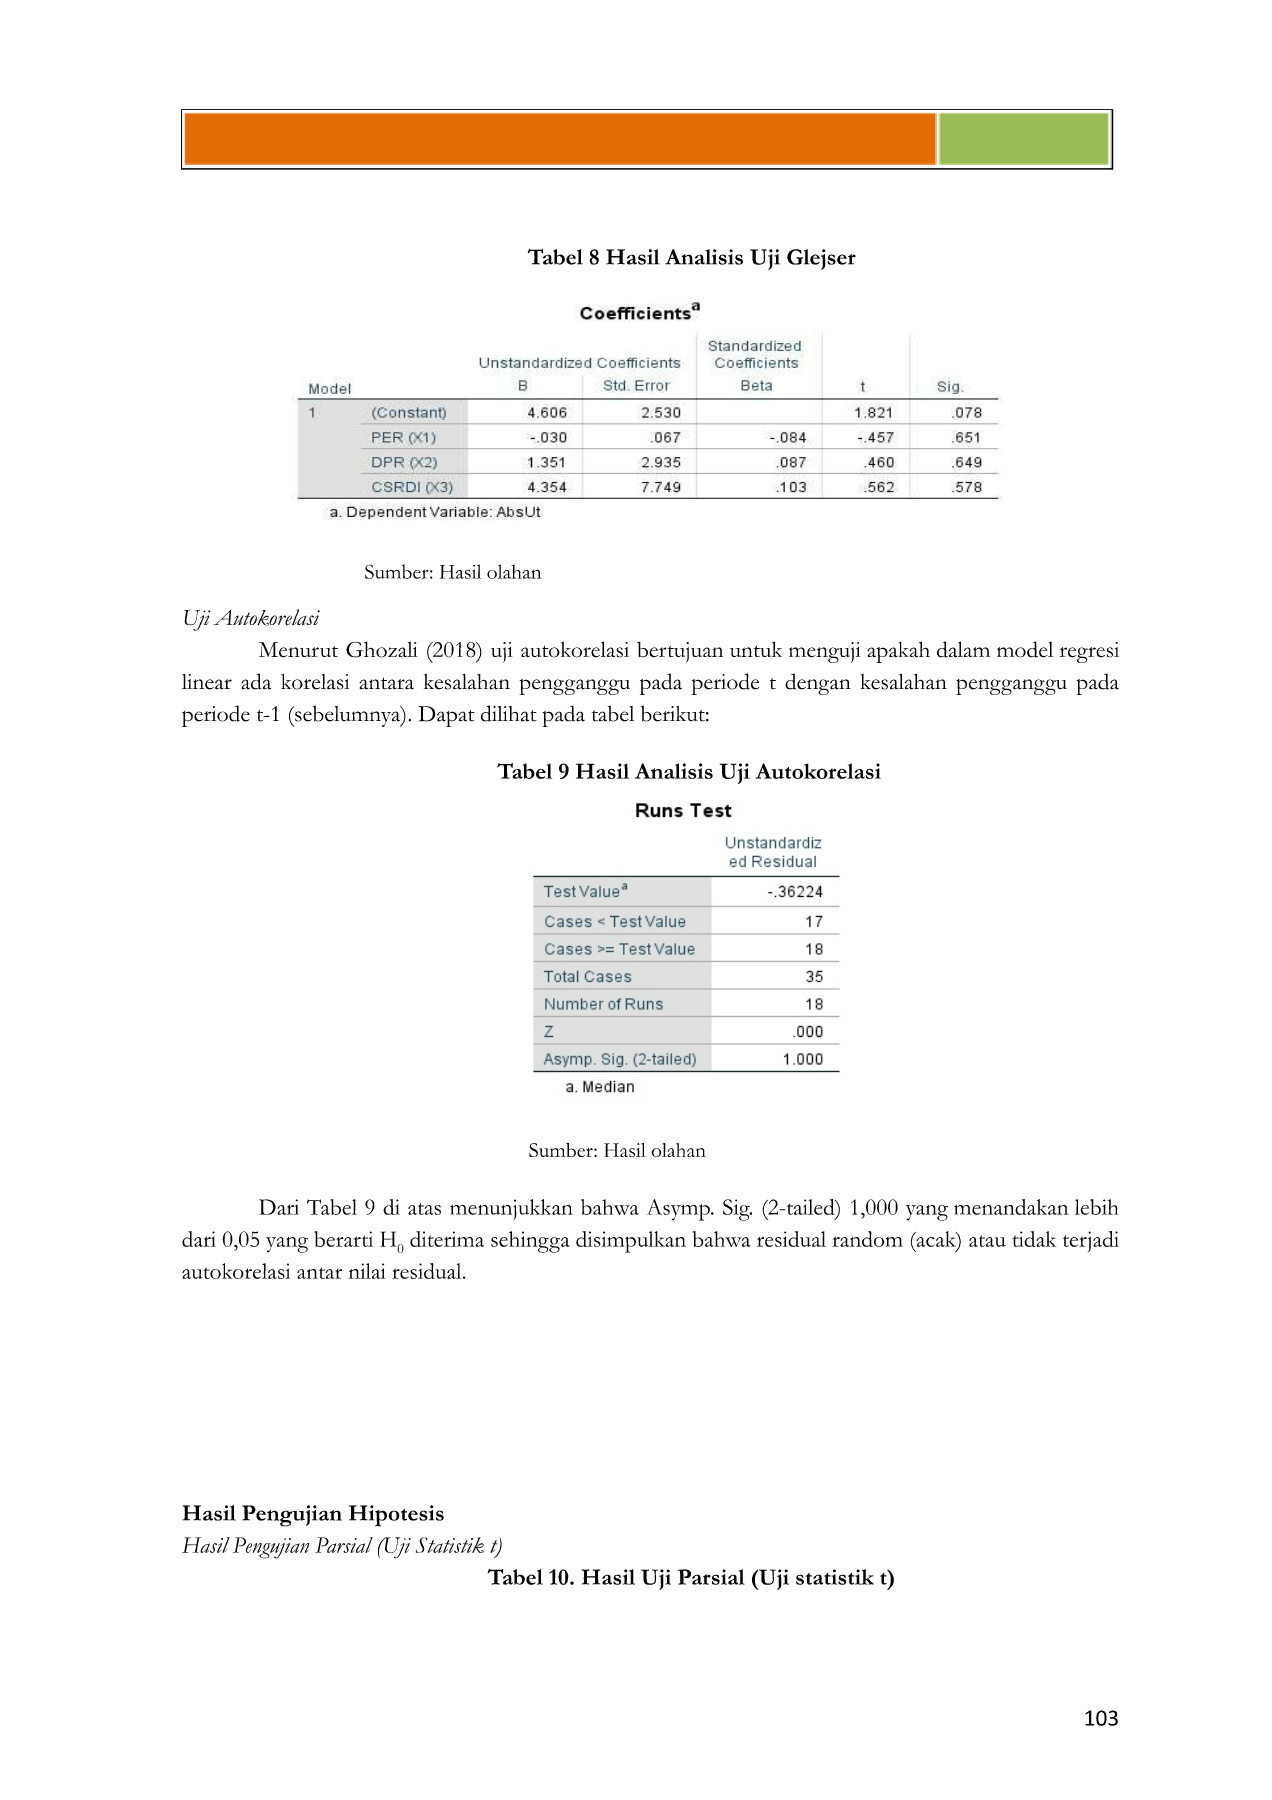 Tabel 8 Hasil Analisis Uji Glejser
Coefficientsa
Unstandardized Coefficients Standardized Coefficients
Model B Std. Error Beta t Sig.
1 (Constant) 4.606 2.530 1.821 .078
PER (X1) -.030 .067 -.084 -.457 .651
DPR (X2) 1.351 2.935 .087 .460 .649
CSRDI (X3) 4.354 7.749 .103 .562 .578
a. Dependent Variable: AbsUt
Sumber: Hasil olahan
Uji Autokorelasi
Menurut Ghozali (2018) uji autokorelasi bertujuan untuk menguji apakah dalam model regresi
linear ada korelasi antara kesalahan pengganggu pada periode t dengan kesalahan pengganggu pada
periode t-1 (sebelumnya). Dapat dilihat pada tabel berikut:
Tabel 9 Hasil Analisis Uji Autokorelasi
Runs Test
Unstandardiz
ed Residual
Test Valuea -.36224
Cases < Test Value 17
Cases >= Test Value 18
Total Cases 35
Number of Runs 18
Z .000
Asymp. Sig. (2-tailed) 1.000
a. Median
Sumber: Hasil olahan
Dari Tabel 9 di atas menunjukkan bahwa Asymp. Sig. (2-tailed) 1,000 yang menandakan lebih
dari 0,05 yang berarti H0 diterima sehingga disimpulkan bahwa residual random (acak) atau tidak terjadi
autokorelasi antar nilai residual.
Hasil Pengujian Hipotesis
Hasil Pengujian Parsial (Uji Statistik t)
Tabel 10. Hasil Uji Parsial (Uji statistik t)
103